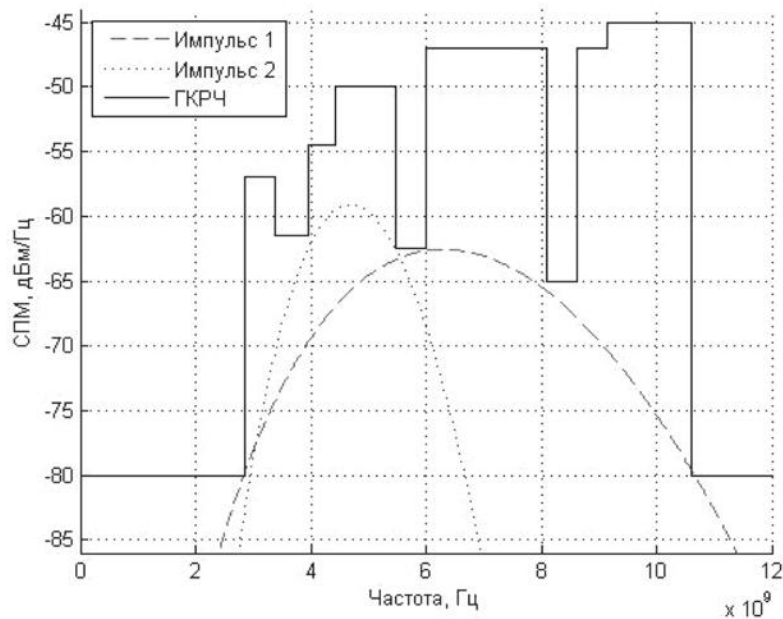 -45
-50
-55
-60
-65
-70
-75
-80
-85
СПМ, дБм/Гц
Импульс 1
Импульс 2
ГКРЧ
0
2
4
6
8
10
12
Частота, Гц
x 10⁹